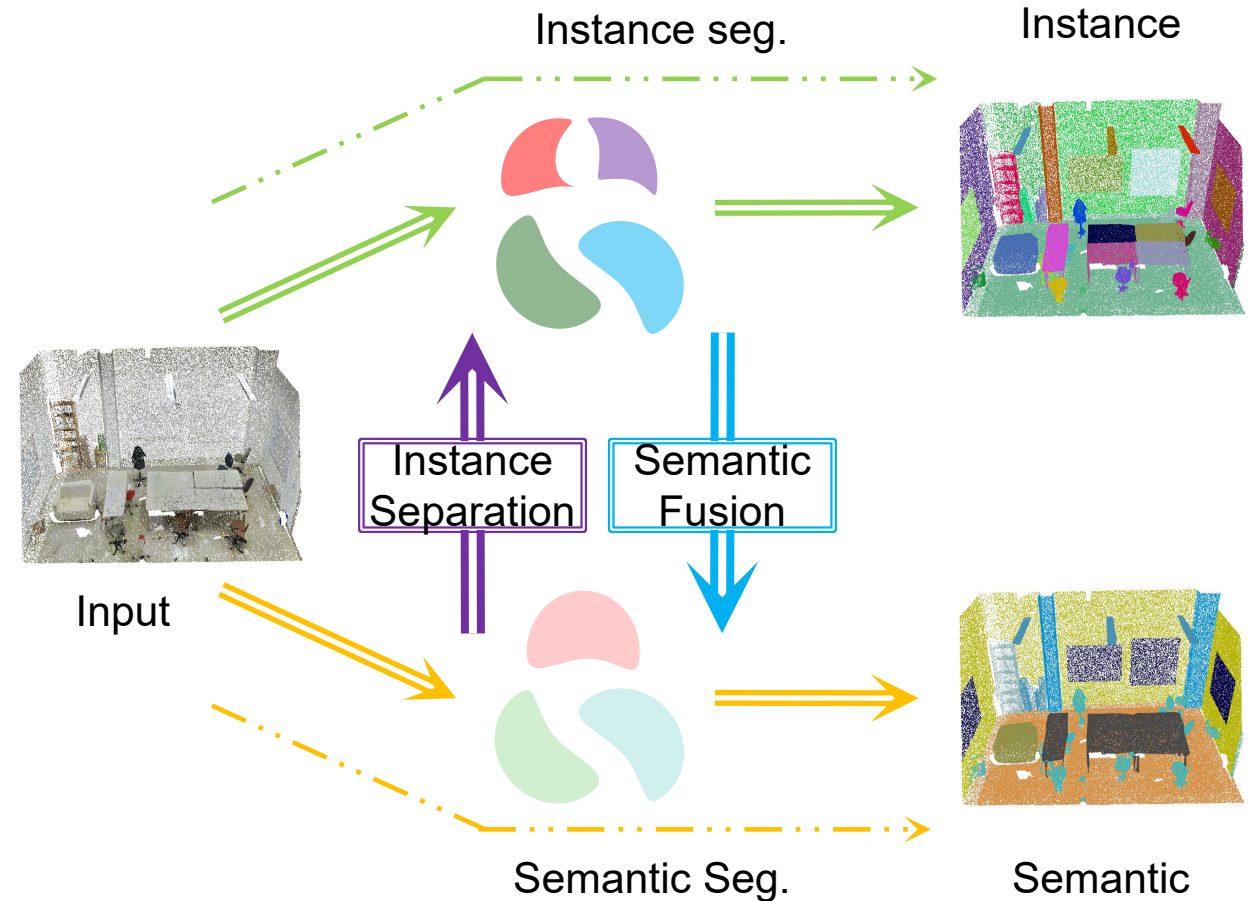 Instance seg.
Instance
Instance
Separation
Semantic
Fusion
Input
Semantic Seg.
Semantic